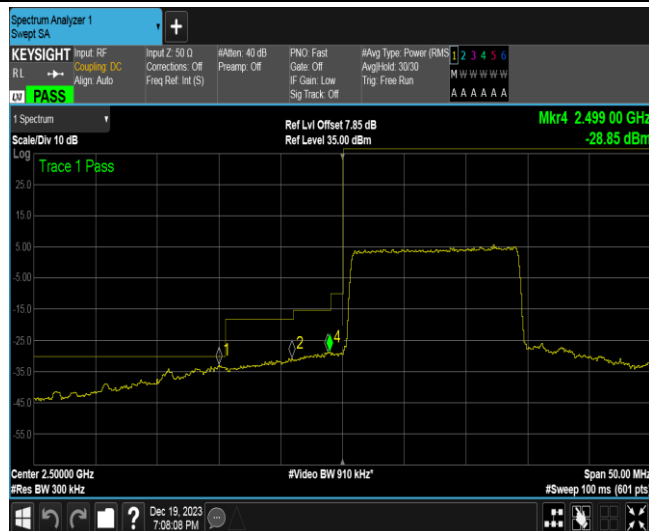 Spectrum Analyzer 1
Swept SA
KEYSIGHT
RL
LXI PASS
Input: RF
Coupling: DC
Align: Auto
Input Z: 50 Ω
Corrections: Off
Freq Ref: Int (S)
#Atten: 40 dB
Preamp: Off
PNO: Fast
Gate: Off
IF Gain: Low
Sig Track: Off
#Avg Type: Power (RMS
Avg|Hold: 30/30
Trig: Free Run
1 2 3 4 5 6
M W W W W W
A A A A A A
1 Spectrum
Scale/Div 10 dB
Ref Lvl Offset 7.85 dB
Ref Level 35.00 dBm
Mkr4 2.499 00 GHz
-28.85 dBm
Log
Trace 1 Pass
25.0
15.0
5.00
-5.00
-15.0
-25.0
-35.0
-45.0
-55.0
1
2
4
Center 2.50000 GHz
#Res BW 300 kHz
#Video BW 910 kHz*
Span 50.00 MHz
#Sweep 100 ms (601 pts)
?
Dec 19, 2023
7:08:08 PM